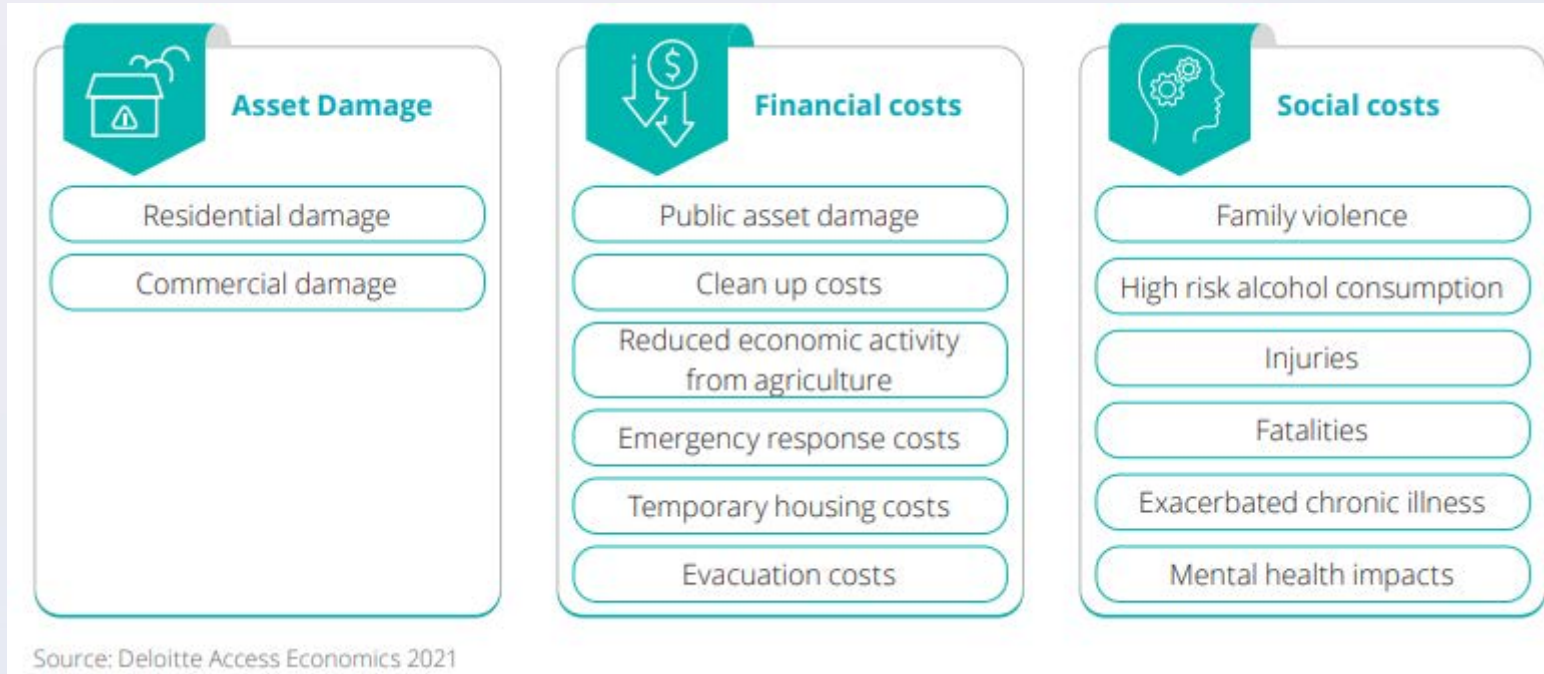 Asset Damage
Residential damage
Commercial damage
Financial costs
Public asset damage
Clean up costs
Reduced economic activity
from agriculture
Emergency response costs
Temporary housing costs
Evacuation costs
Social costs
Family violence
High risk alcohol consumption
Injuries
Fatalities
Exacerbated chronic illness
Mental health impacts
Source: Deloitte Access Economics 2021